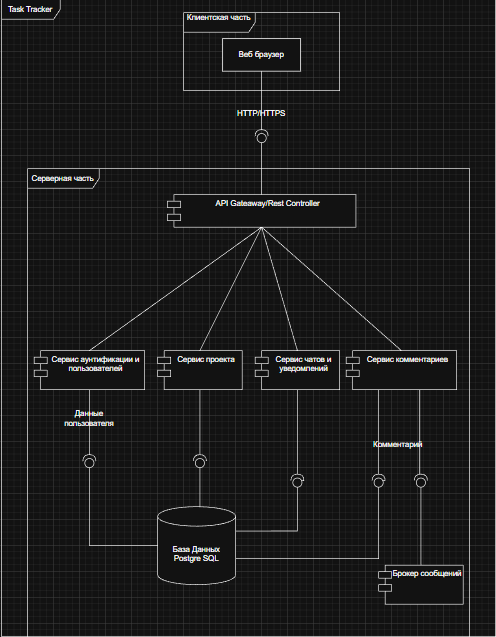 Task Tracker
Клиентская часть
Веб браузер
HTTP/HTTPS
Серверная часть
API Gateaway/Rest Controller
Сервис аунтификации и
пользователей
Сервис проекта
Сервис чатов и
уведомлений
Сервис комментариев
Данные
пользователя
Комментарий
База Данных
Postgre SQL
Брокер сообщений